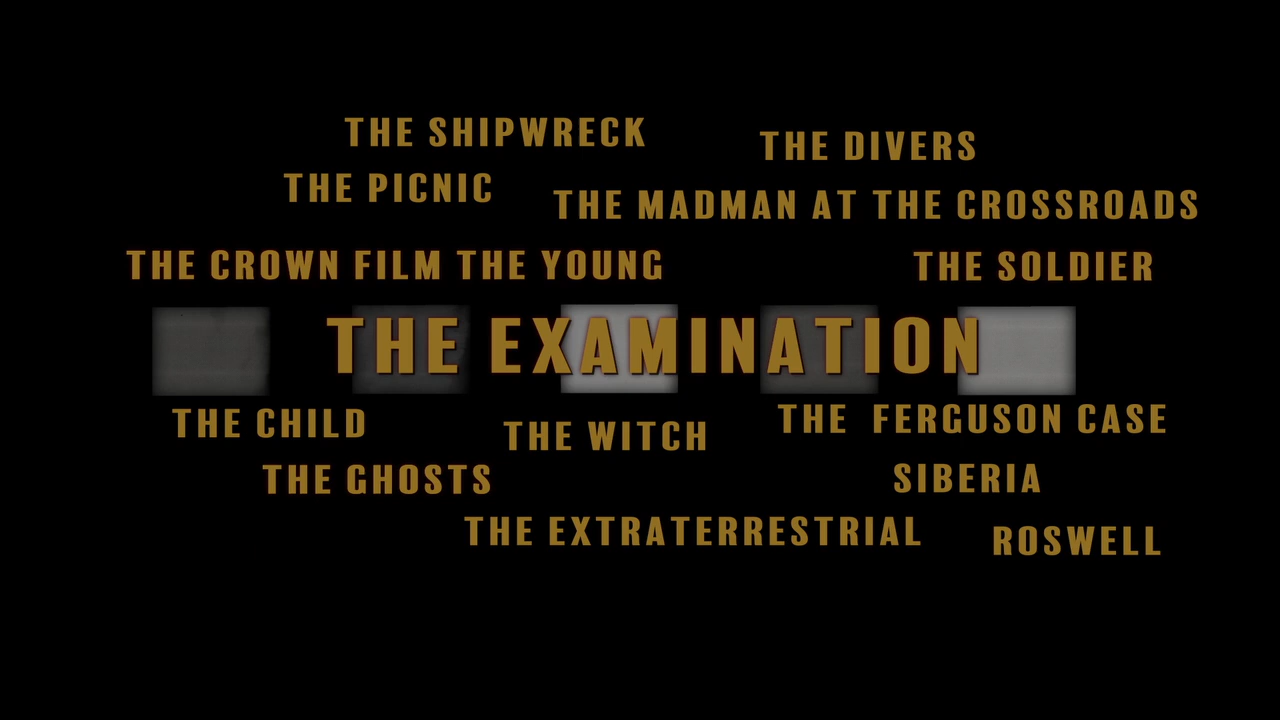 THE SHIPWRECK
THE DIVERS
THE PICNIC
THE MADMAN AT THE CROSSROADS
THE CROWN FILM THE YOUNG
THE SOLDIER
THE EXAMINATION
THE CHILD
THE WITCH
THE FERGUSON CASE
THE GHOSTS
SIBERIA
THE EXTRATERRESTRIAL
ROSWELL